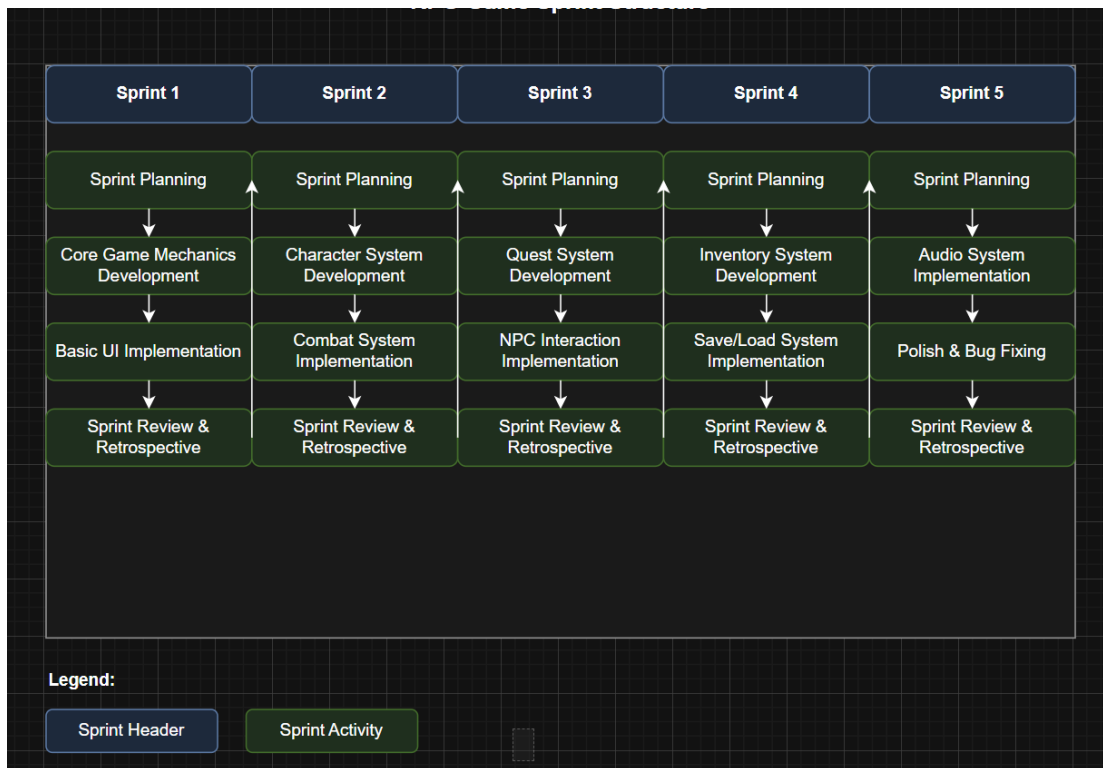 Sprint 1
Sprint 2
Sprint 3
Sprint 4
Sprint 5
Sprint Planning
Sprint Planning
Sprint Planning
Sprint Planning
Sprint Planning
Core Game Mechanics
Development
Character System
Development
Quest System
Development
Inventory System
Development
Audio System
Implementation
Basic UI Implementation
Combat System
Implementation
NPC Interaction
Implementation
Save/Load System
Implementation
Polish & Bug Fixing
Sprint Review &
Retrospective
Sprint Review &
Retrospective
Sprint Review &
Retrospective
Sprint Review &
Retrospective
Sprint Review &
Retrospective
Legend:
Sprint Header
Sprint Activity